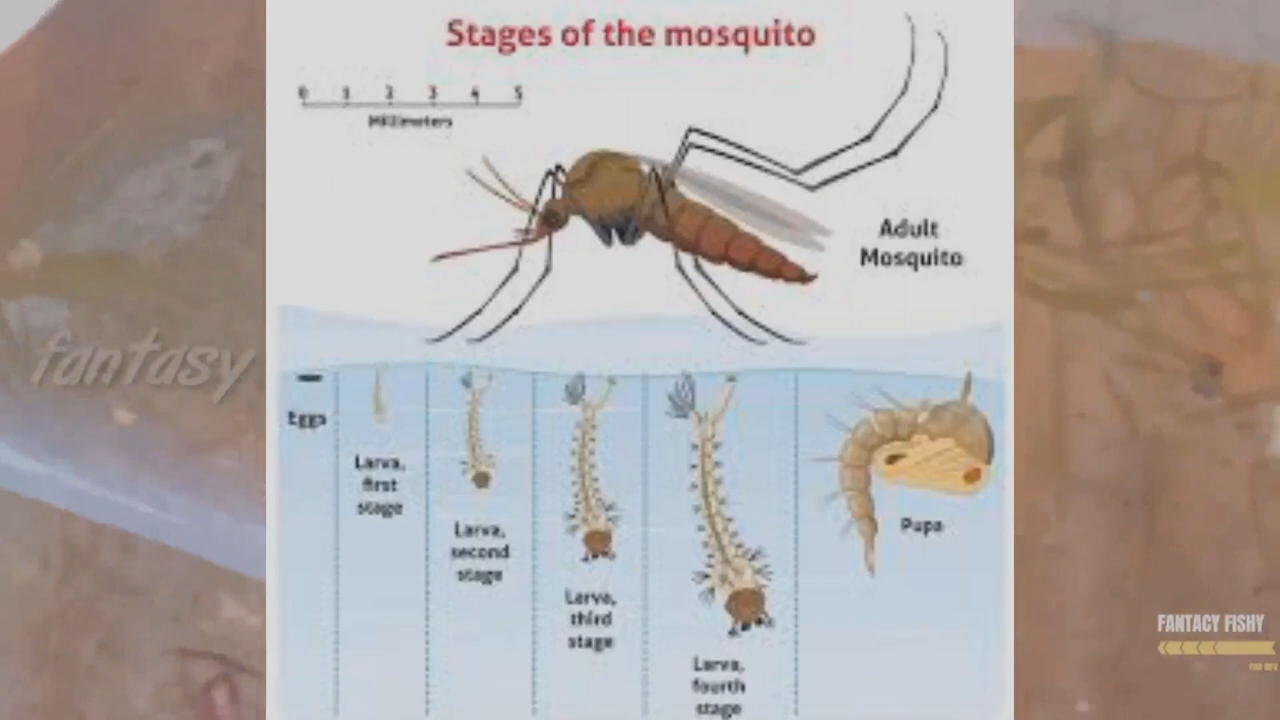 Stages of the mosquito
0 1 2 3 4 5
Millimeters
Adult
Mosquito
fantasy
Eggs
Larva,
first
stage
Larva,
second
stage
Larva,
third
stage
Larva,
fourth
stage
Pupa
FANTACY FISHY